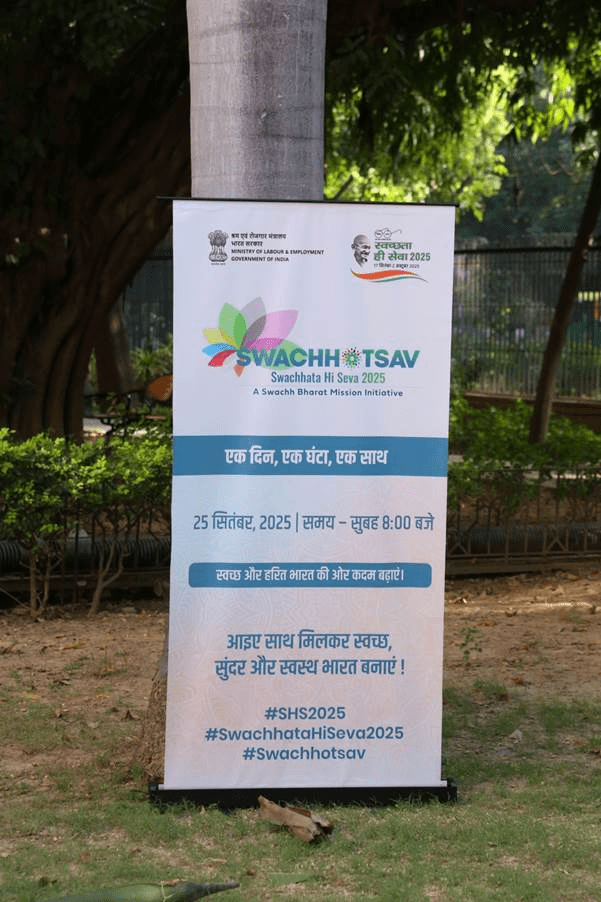 श्रम एवं रोजगार मंत्रालय
भारत सरकार
MINISTRY OF LABOUR & EMPLOYMENT
GOVERNMENT OF INDIA
स्वच्छता
ही सेवा 2025
SWACHHOTSAV
Swachhata Hi Seva 2025
A Swachh Bharat Mission Initiative
एक दिन, एक घंटा, एक साथ
25 सितंबर, 2025 | समय – सुबह 8:00 बजे
स्वच्छ और हरित भारत की ओर कदम बढ़ाएं।
आइए साथ मिलकर स्वच्छ,
सुंदर और स्वस्थ भारत बनाएं !
#SHS2025
#SwachhataHiSeva2025
#Swachhotsav